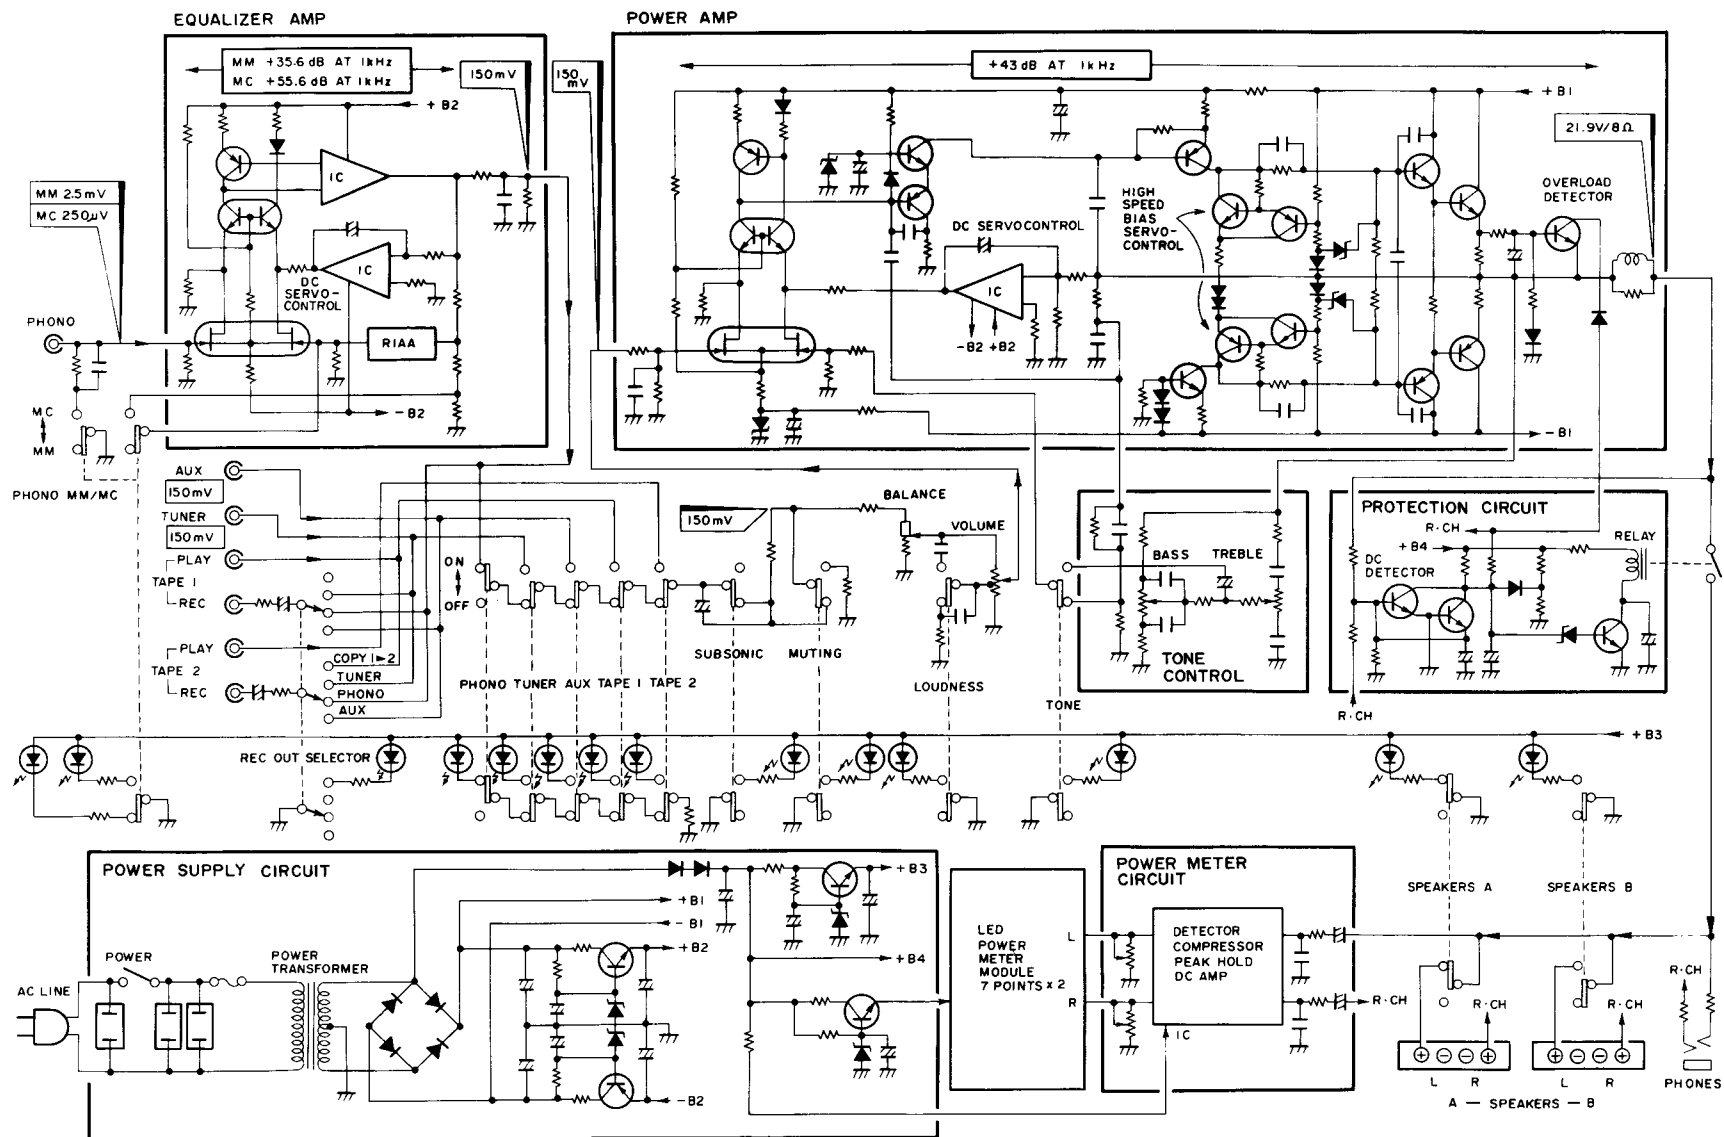 EQUALIZER AMP
POWER AMP
MM +35.6 dB AT 1kHz
MC +55.6 dB AT 1kHz
150mV
150
mV
+43 dB AT 1kHz
+B2
+B1
21.9V/8Ω
IC
MM 2.5mV
MC 250μV
OVERLOAD
DETECTOR
HIGH
SPEED
BIAS
SERVO-
CONTROL
DC SERVOCONTROL
IC
DC
SERVO-
CONTROL
IC
PHONO
RIAA
-B2 +B2
-B2
-B1
MC
MM
PHONO MM/MC
AUX
150mV
TUNER
150mV
PLAY
TAPE 1
REC
PLAY
TAPE 2
REC
ON
OFF
COPY 1▸2
TUNER
PHONO
AUX
REC OUT SELECTOR
PHONO TUNER AUX TAPE 1 TAPE 2
150mV
SUBSONIC
MUTING
BALANCE
VOLUME
LOUDNESS
TONE
BASS
TREBLE
TONE
CONTROL
PROTECTION CIRCUIT
R·CH
RELAY
+B4
DC
DETECTOR
R·CH
+B3
POWER SUPPLY CIRCUIT
+B3
+B1
-B1
+B2
+B4
POWER
POWER
TRANSFORMER
AC LINE
-B2
LED
POWER
METER
MODULE
7 POINTS × 2
L
R
POWER METER
CIRCUIT
DETECTOR
COMPRESSOR
PEAK HOLD
DC AMP
IC
R·CH
SPEAKERS A
SPEAKERS B
R·CH
R·CH
R·CH
L R
L R
A — SPEAKERS — B
PHONES